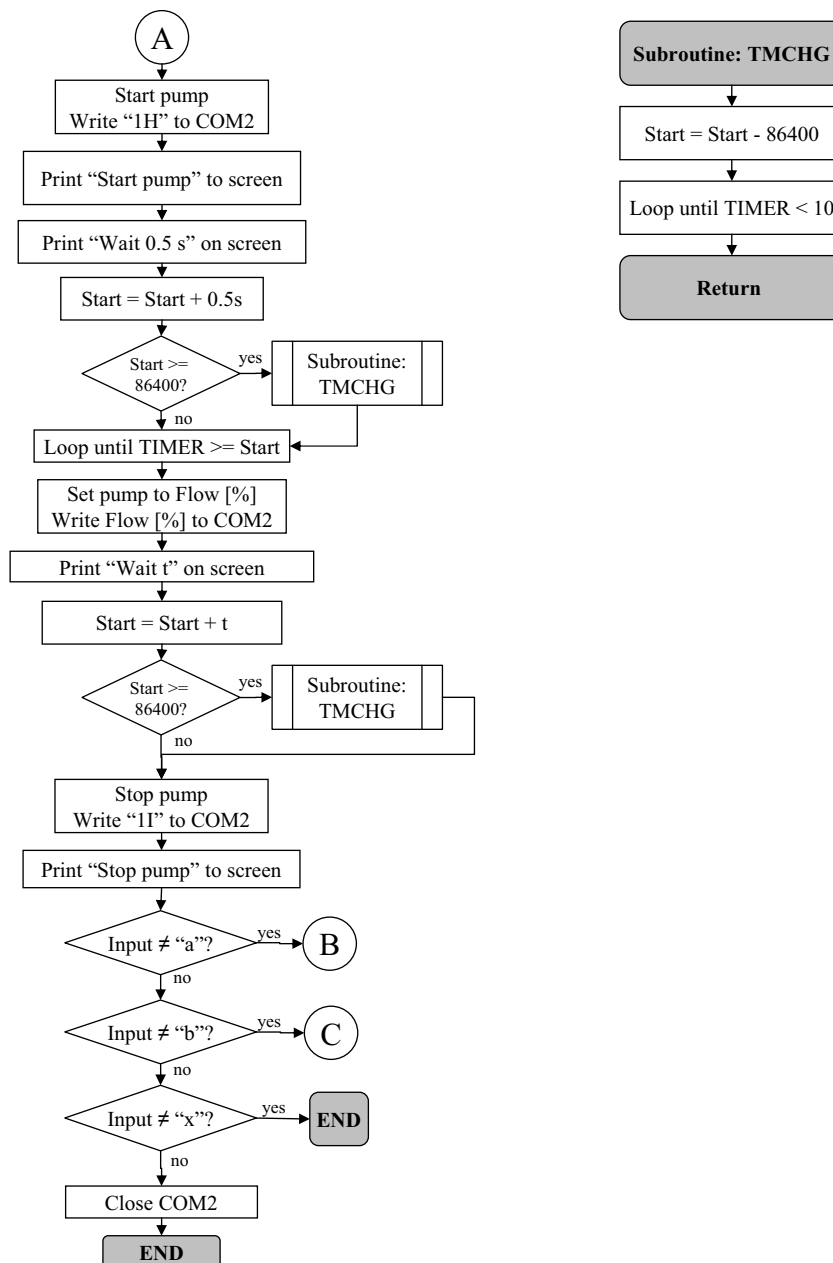 A
Start pump
Write “1H” to COM2
Print “Start pump” to screen
Print “Wait 0.5 s” on screen
Start = Start + 0.5s
Start >=
86400?
yes
Subroutine:
TMCHG
no
Loop until TIMER >= Start
Set pump to Flow [%]
Write Flow [%] to COM2
Print “Wait t” on screen
Start = Start + t
Start >=
86400?
yes
Subroutine:
TMCHG
no
Stop pump
Write “1I” to COM2
Print “Stop pump” to screen
Input ≠ “a”?
yes
B
no
Input ≠ “b”?
yes
C
no
Input ≠ “x”?
yes
END
no
Close COM2
END
Subroutine: TMCHG
Start = Start - 86400
Loop until TIMER < 10
Return